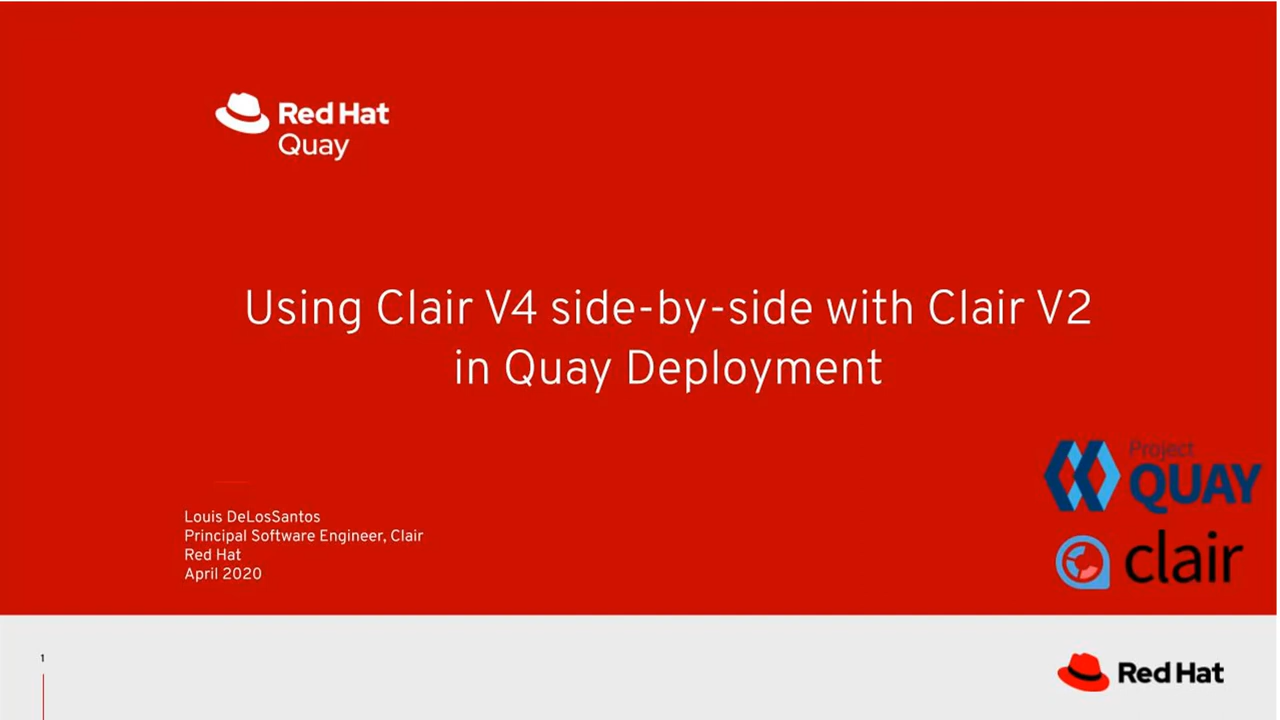 Red Hat
Quay
Using Clair V4 side-by-side with Clair V2
in Quay Deployment
Project
QUAY
clair
Louis DeLosSantos
Principal Software Engineer, Clair
Red Hat
April 2020
1
Red Hat